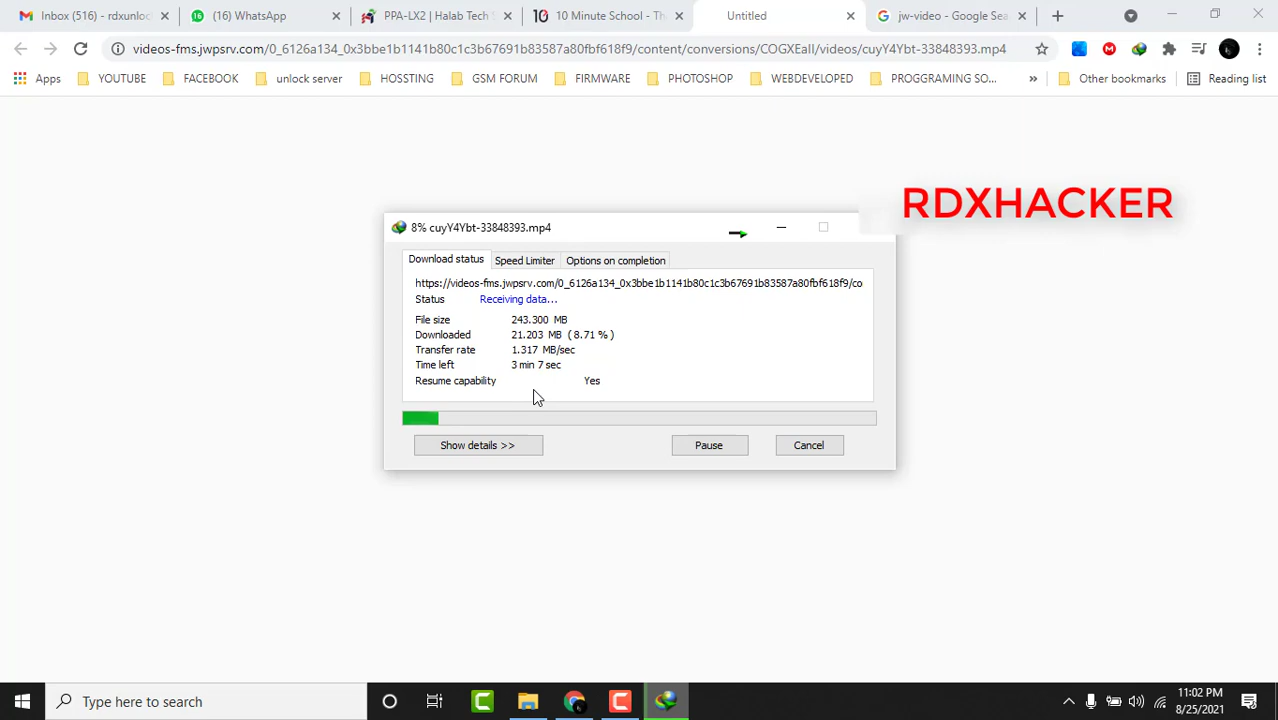 Inbox (516) - rdxunloc
(16) WhatsApp
PPA-LX2 | Halab Tech S
10 10 Minute School - Th
Untitled
jw-video - Google Sea
videos-fms.jwpsrv.com/0_6126a134_0x3bbe1b1141b80c1c3b67691b83587a80fbf618f9/content/conversions/COGXEall/videos/cuyY4Ybt-33848393.mp4
Apps
YOUTUBE
FACEBOOK
unlock server
HOSSTING
GSM FORUM
FIRMWARE
PHOTOSHOP
WEBDEVELOPED
PROGGRAMING SO...
»
Other bookmarks
Reading list
RDXHACKER
8% cuyY4Ybt-33848393.mp4
Download status
Speed Limiter
Options on completion
https://videos-fms.jwpsrv.com/0_6126a134_0x3bbe1b1141b80c1c3b67691b83587a80fbf618f9/co
Status Receiving data...
File size 243.300 MB
Downloaded 21.203 MB ( 8.71 % )
Transfer rate 1.317 MB/sec
Time left 3 min 7 sec
Resume capability Yes
Show details >>
Pause
Cancel
Type here to search
11:02 PM
8/25/2021